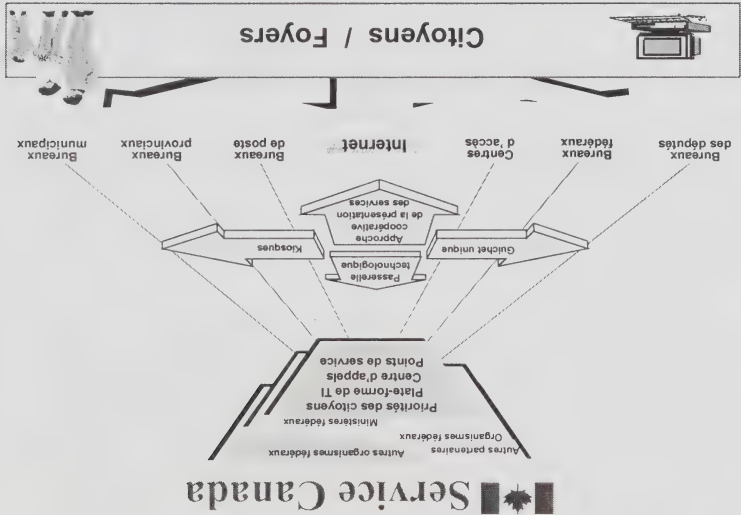 Service Canada
Autres partenaires
Organismes fédéraux
Autres organismes fédéraux
Ministères fédéraux
Priorités des citoyens
Plate-forme de TI
Centre d'appels
Points de service
Passerelle
technologique
Guichet unique
Kiosques
Approche
coopérative
de la présentation
des services
Bureaux
des députés
Bureaux
fédéraux
Centres
d'accès
Internet
Bureaux
de poste
Bureaux
provinciaux
Bureaux
municipaux
Citoyens / Foyers